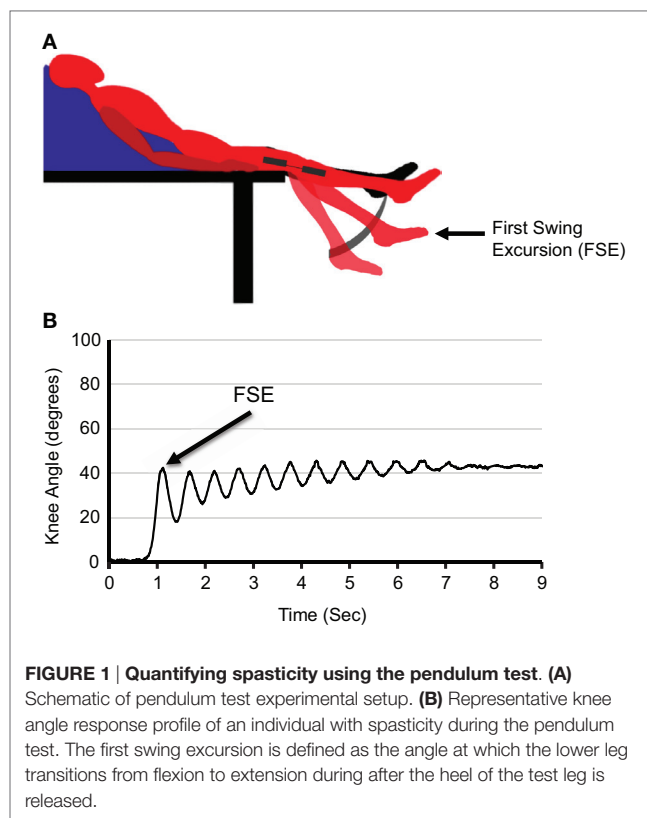 A
First Swing
Excursion (FSE)
B
100
80
60
40
20
0
Knee Angle (degrees)
FSE
0 1 2 3 4 5 6 7 8 9
Time (Sec)
FIGURE 1 | Quantifying spasticity using the pendulum test. (A)
Schematic of pendulum test experimental setup. (B) Representative knee
angle response profile of an individual with spasticity during the pendulum
test. The first swing excursion is defined as the angle at which the lower leg
transitions from flexion to extension during after the heel of the test leg is
released.